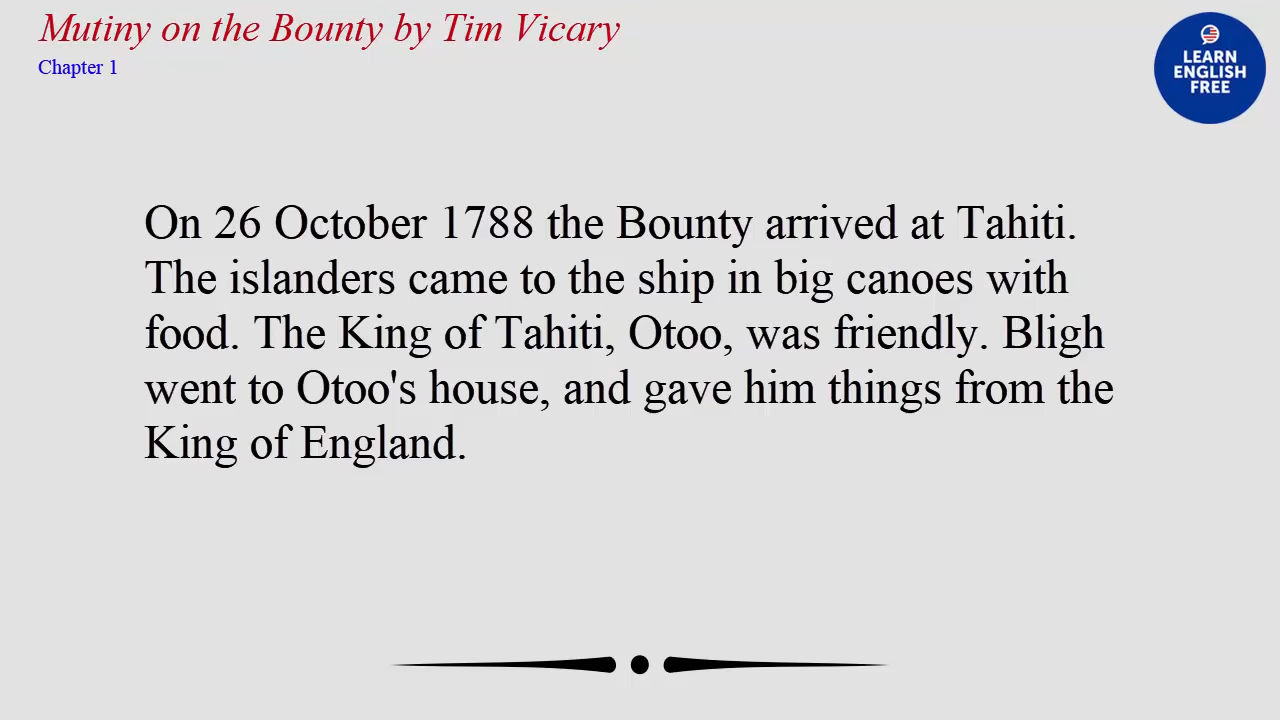 Mutiny on the Bounty by Tim Vicary
Chapter 1
LEARN
ENGLISH
FREE
On 26 October 1788 the Bounty arrived at Tahiti.
The islanders came to the ship in big canoes with
food. The King of Tahiti, Otoo, was friendly. Bligh
went to Otoo's house, and gave him things from the
King of England.